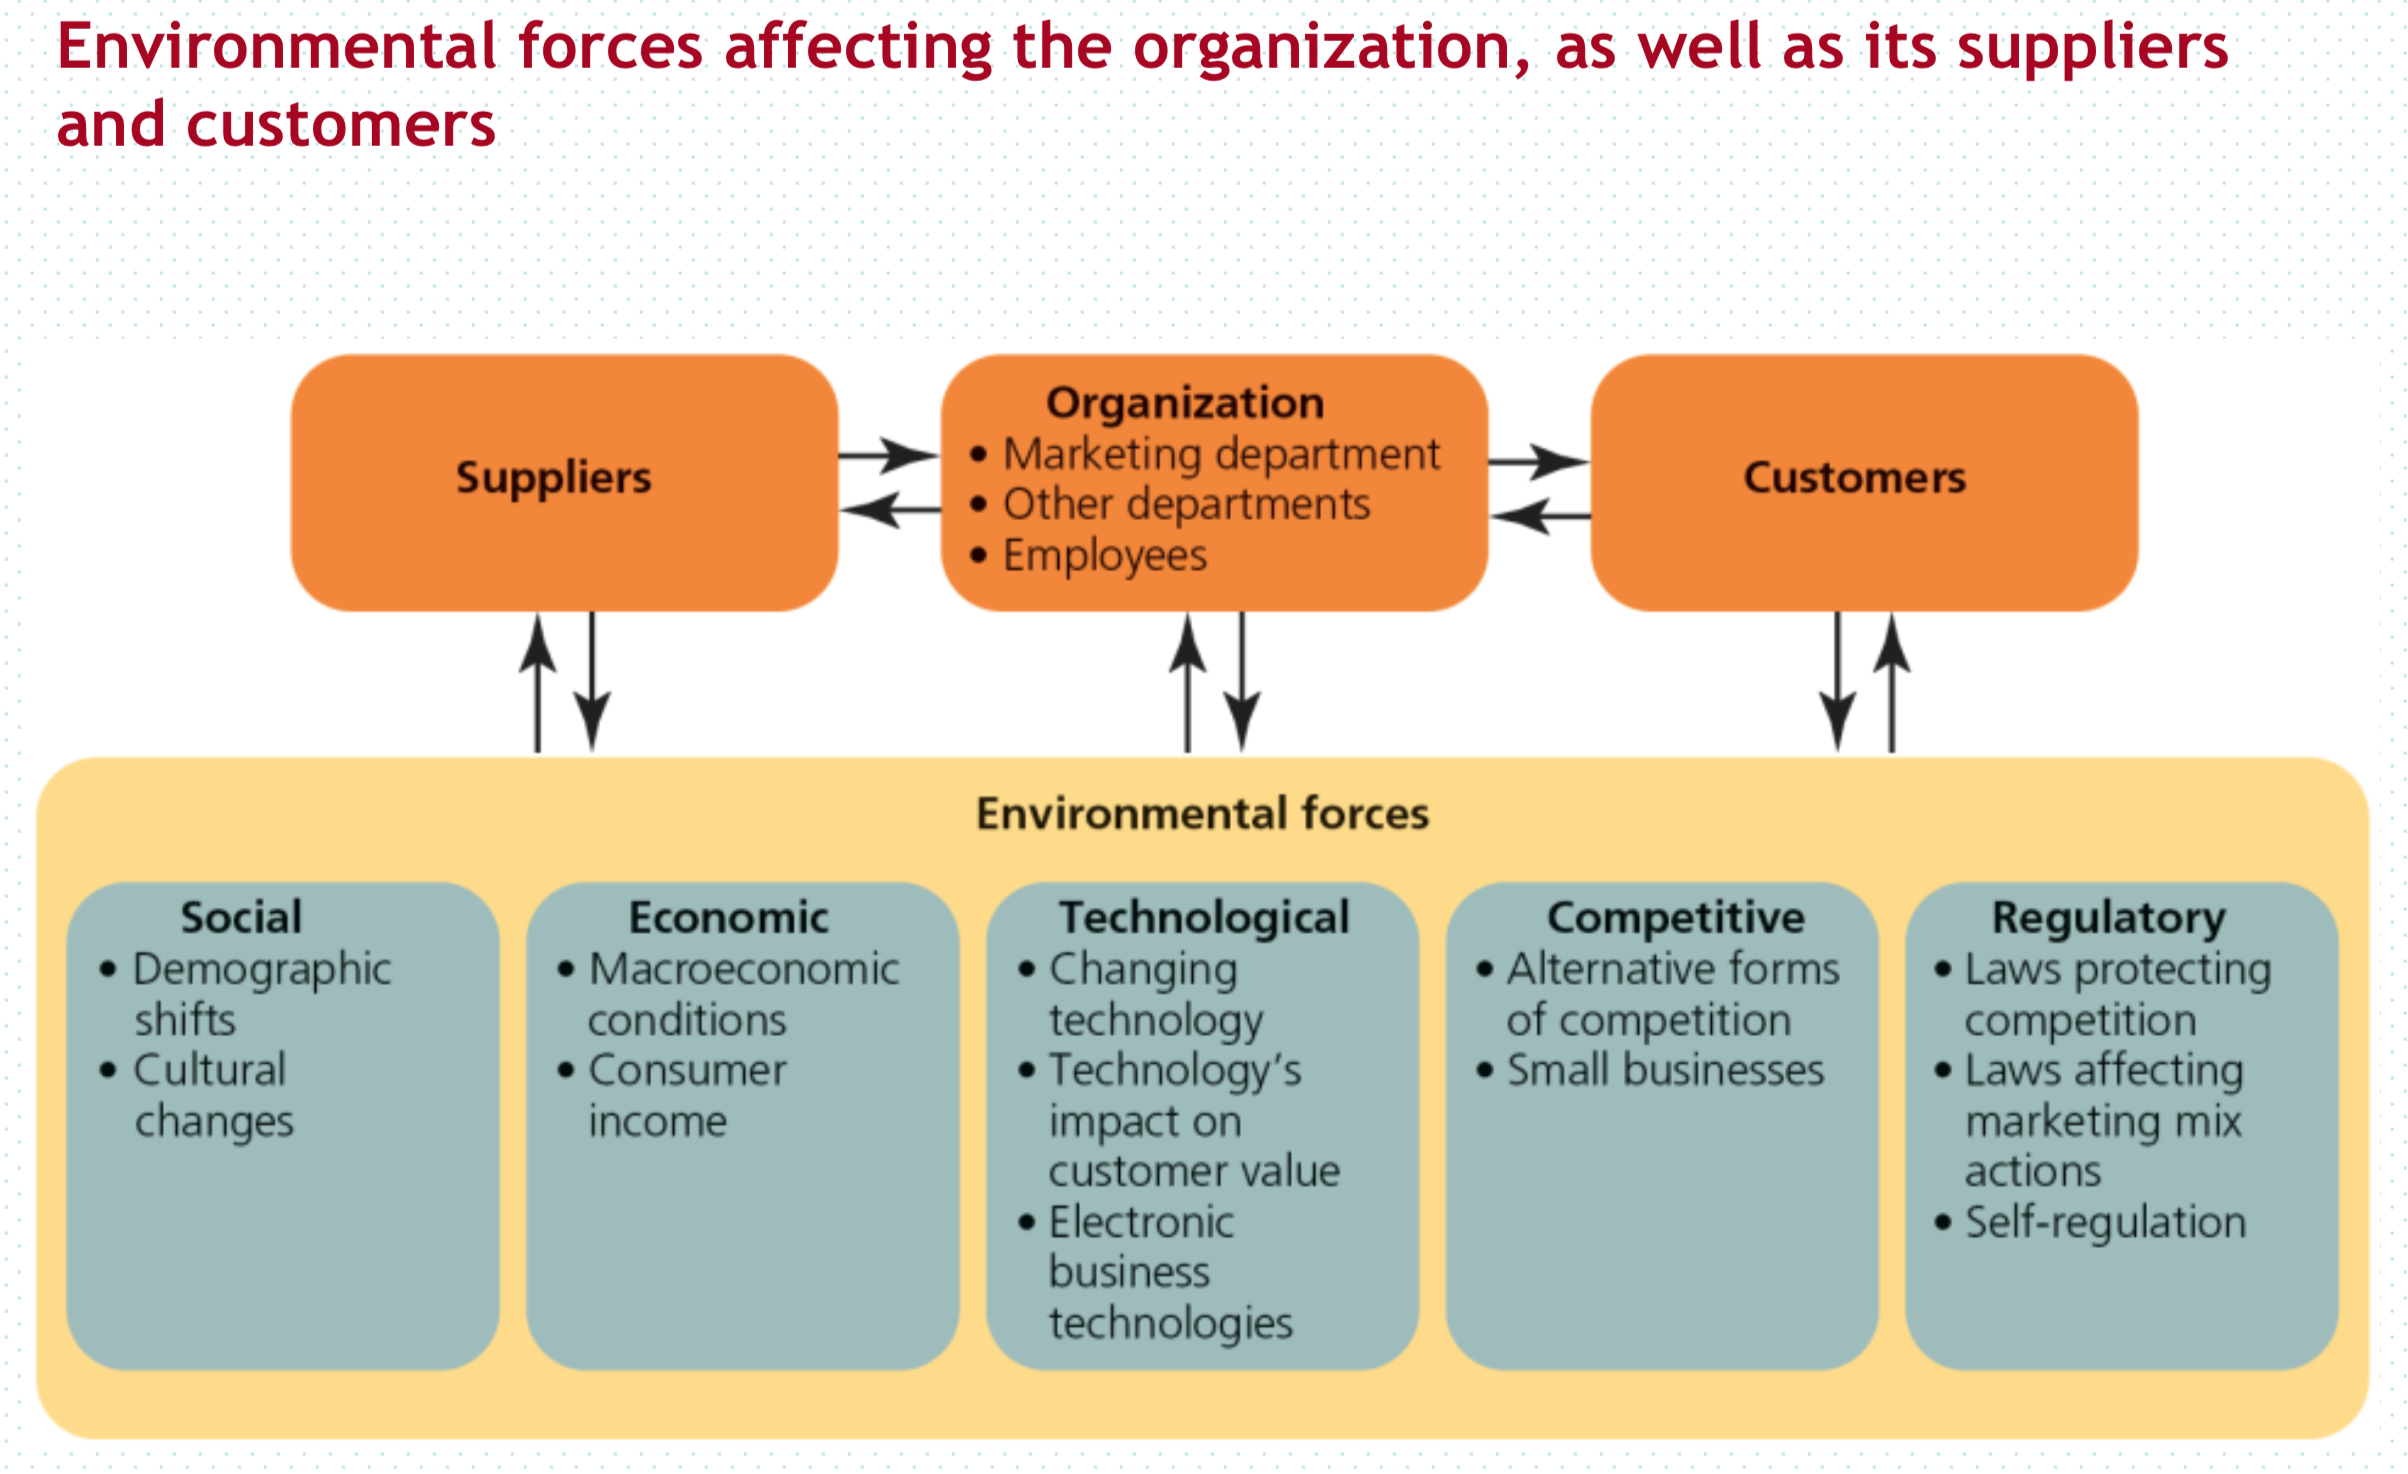 Environmental forces affecting the organization, as well as its suppliers
and customers
Suppliers
Organization
• Marketing department
• Other departments
• Employees
Customers
Environmental forces
Social
• Demographic
shifts
• Cultural
changes
Economic
• Macroeconomic
conditions
• Consumer
income
Technological
• Changing
technology
• Technology’s
impact on
customer value
• Electronic
business
technologies
Competitive
• Alternative forms
of competition
• Small businesses
Regulatory
• Laws protecting
competition
• Laws affecting
marketing mix
actions
• Self-regulation